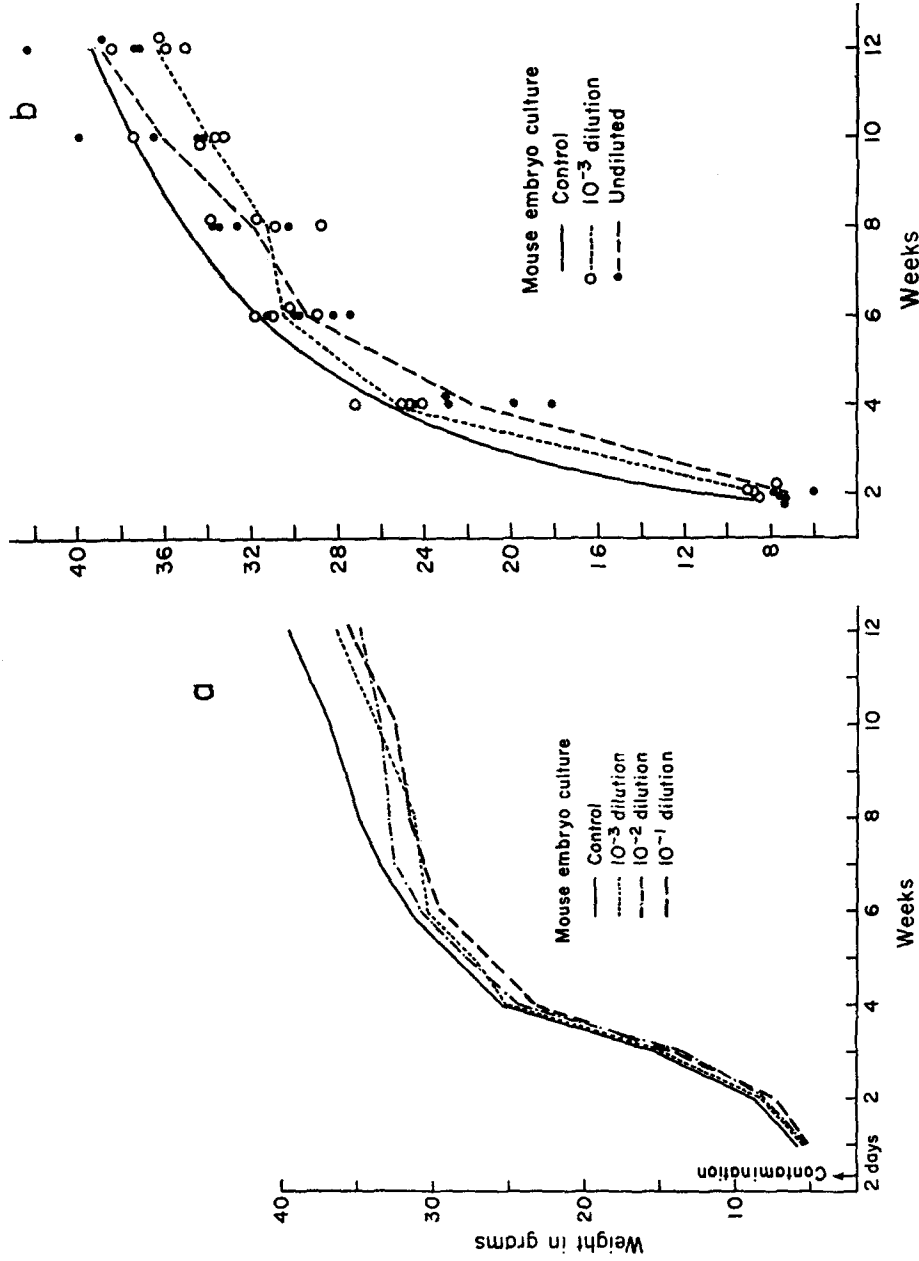 a
Weight in grams
40
30
20
10
Contamination
2 days
2
4
6
8
10
12
Weeks
Mouse embryo culture
Control
10⁻³ dilution
10⁻² dilution
10⁻¹ dilution
b
40
36
32
28
24
20
16
12
8
2
4
6
8
10
12
Weeks
Mouse embryo culture
Control
10⁻³ dilution
Undiluted